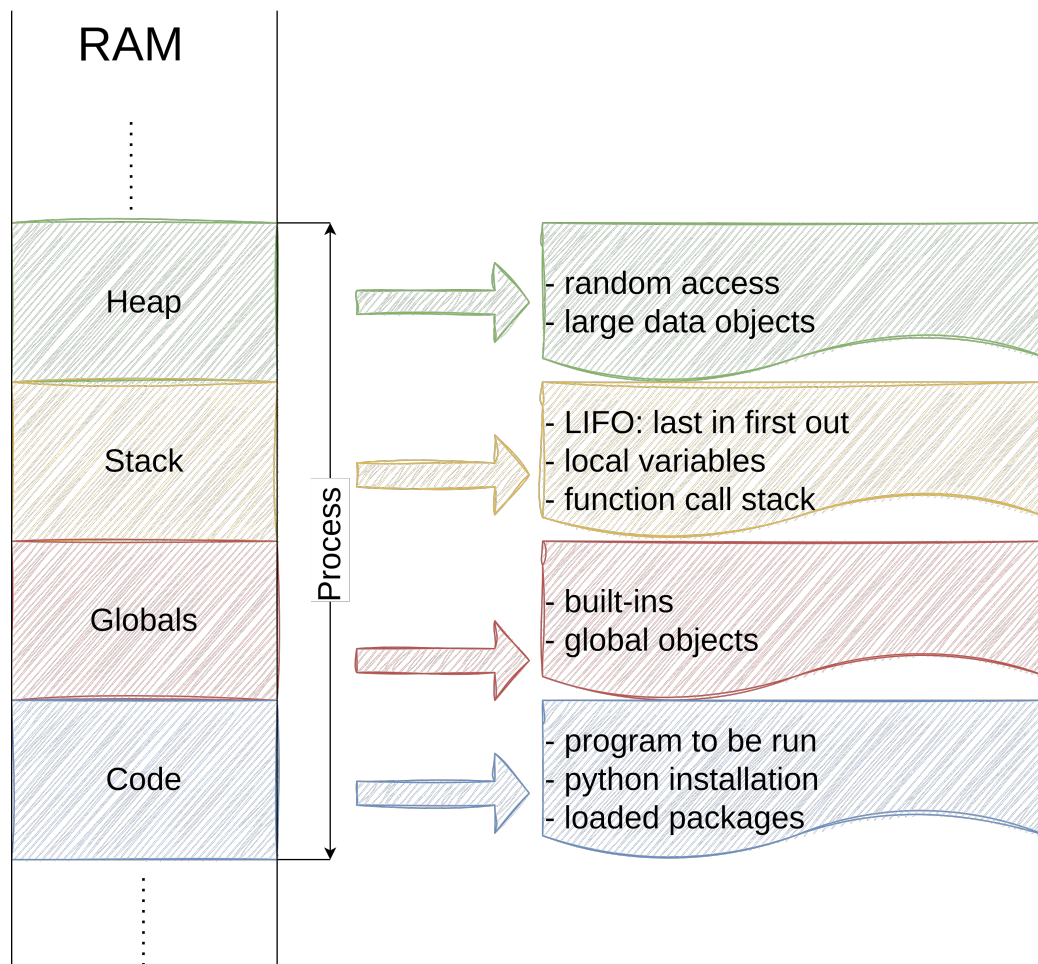 RAM
Heap
- random access
- large data objects
Stack
- LIFO: last in first out
- local variables
- function call stack
Process
Globals
- built-ins
- global objects
Code
- program to be run
- python installation
- loaded packages